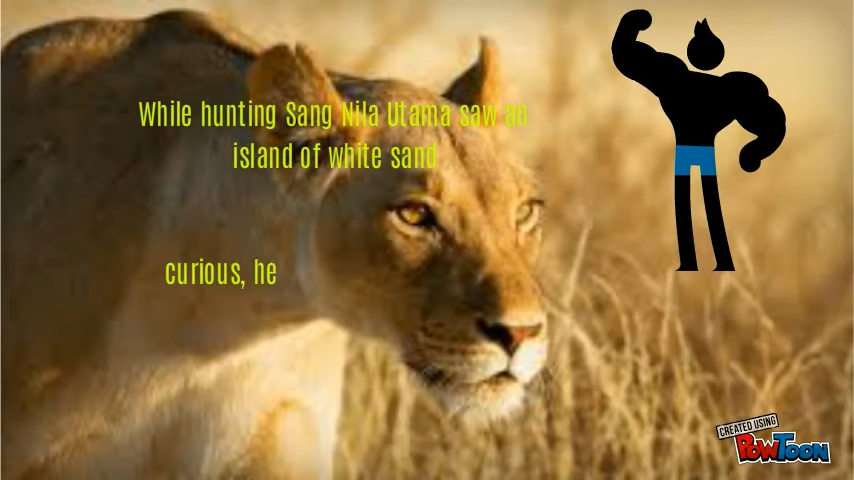 While hunting Sang Nila Utama saw an
island of white sand
curious, he
CREATED USING
POWTOON